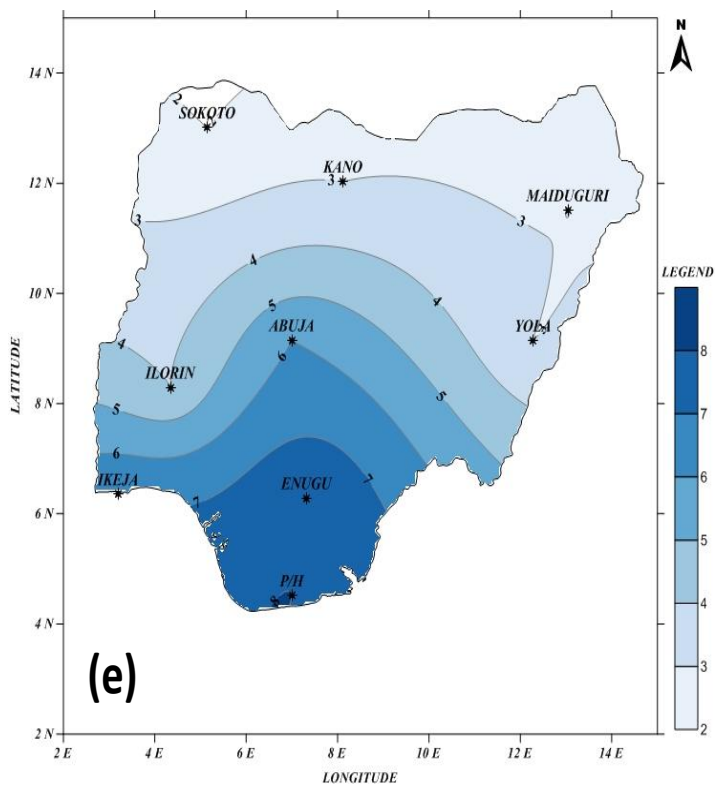 N
14 N
12 N
10 N
8 N
6 N
4 N
2 N
LATITUDE
2 E
4 E
6 E
8 E
10 E
12 E
14 E
LONGITUDE
2
SOKOTO
KANO
3
MAIDUGURI
3
3
4
4
5
ABUJA
YOLA
6
4
ILORIN
5
5
6
IKEJA
7
7
ENUGU
P/H
(e)
LEGEND
8
7
6
5
4
3
2